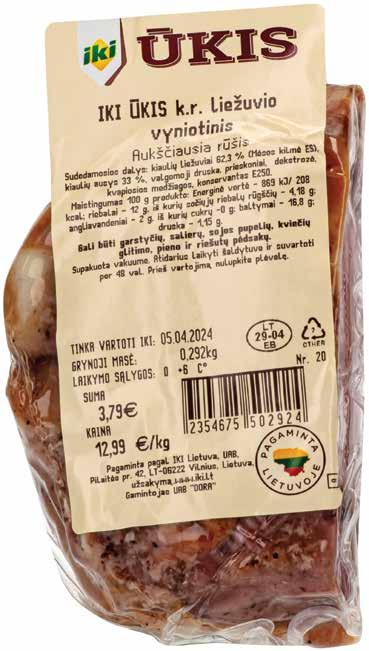 iki ŪKIS
IKI ŪKIS k.r. liežuvio
vyniotinis
Aukščiausia rūšis
Sudedamosios dalys: kiaulių liežuviai 62,3 % (Mėsos kilmė ES),
kiaulių ausys 33 %, valgomoji druska, prieskoniai, dekstrozė,
kvapiosios medžiagos, konservantas E250.
Maistingumas 100 g produkto: Energinė vertė - 869 kJ/ 208
kcal; riebalai - 12 g, iš kurių sočiųjų riebalų rūgščių - 4,18 g;
angliavandeniai - 2 g, iš kurių cukrų -0 g; baltymai - 16,8 g;
druska - 1,15 g.
Gali būti garstyčių, salierų, sojos pupelių, kviečių
glitimo, pieno ir riešutų pėdsakų.
Supakuota vakuume. Atidarius laikyti šaldytuve ir suvartoti
per 48 val. Prieš vartojimą, nulupkite plėvelę.
TINKA VARTOTI IKI: 05.04.2024
GRYNOJI MASĖ: 0,292kg
LAIKYMO SĄLYGOS: 0 +6 C°
LT
29-04
EB
7
OTHER
Nr. 20
SUMA
3,79€
KAINA
12,99 €/kg
2354675 502924
PAGAMINTA LIETUVOJE
Pagaminta pagal IKI Lietuva, UAB,
Pilaitės pr. 42, LT-06222 Vilnius, Lietuva.
Gamintojas UAB "DORA"